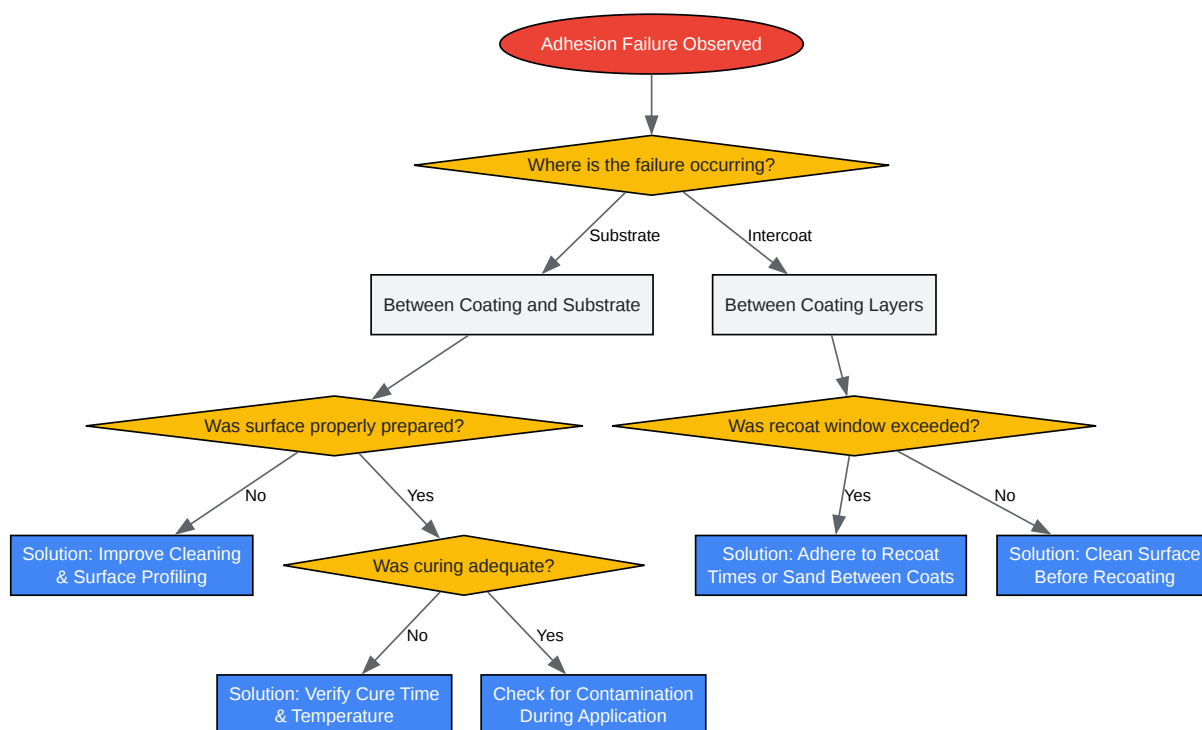 Adhesion Failure Observed
Where is the failure occurring?
Substrate
Intercoat
Between Coating and Substrate
Between Coating Layers
Was surface properly prepared?
Was recoat window exceeded?
No
Yes
Yes
No
Solution: Improve Cleaning
& Surface Profiling
Was curing adequate?
Solution: Adhere to Recoat
Times or Sand Between Coats
Solution: Clean Surface
Before Recoating
No
Yes
Solution: Verify Cure Time
& Temperature
Check for Contamination
During Application